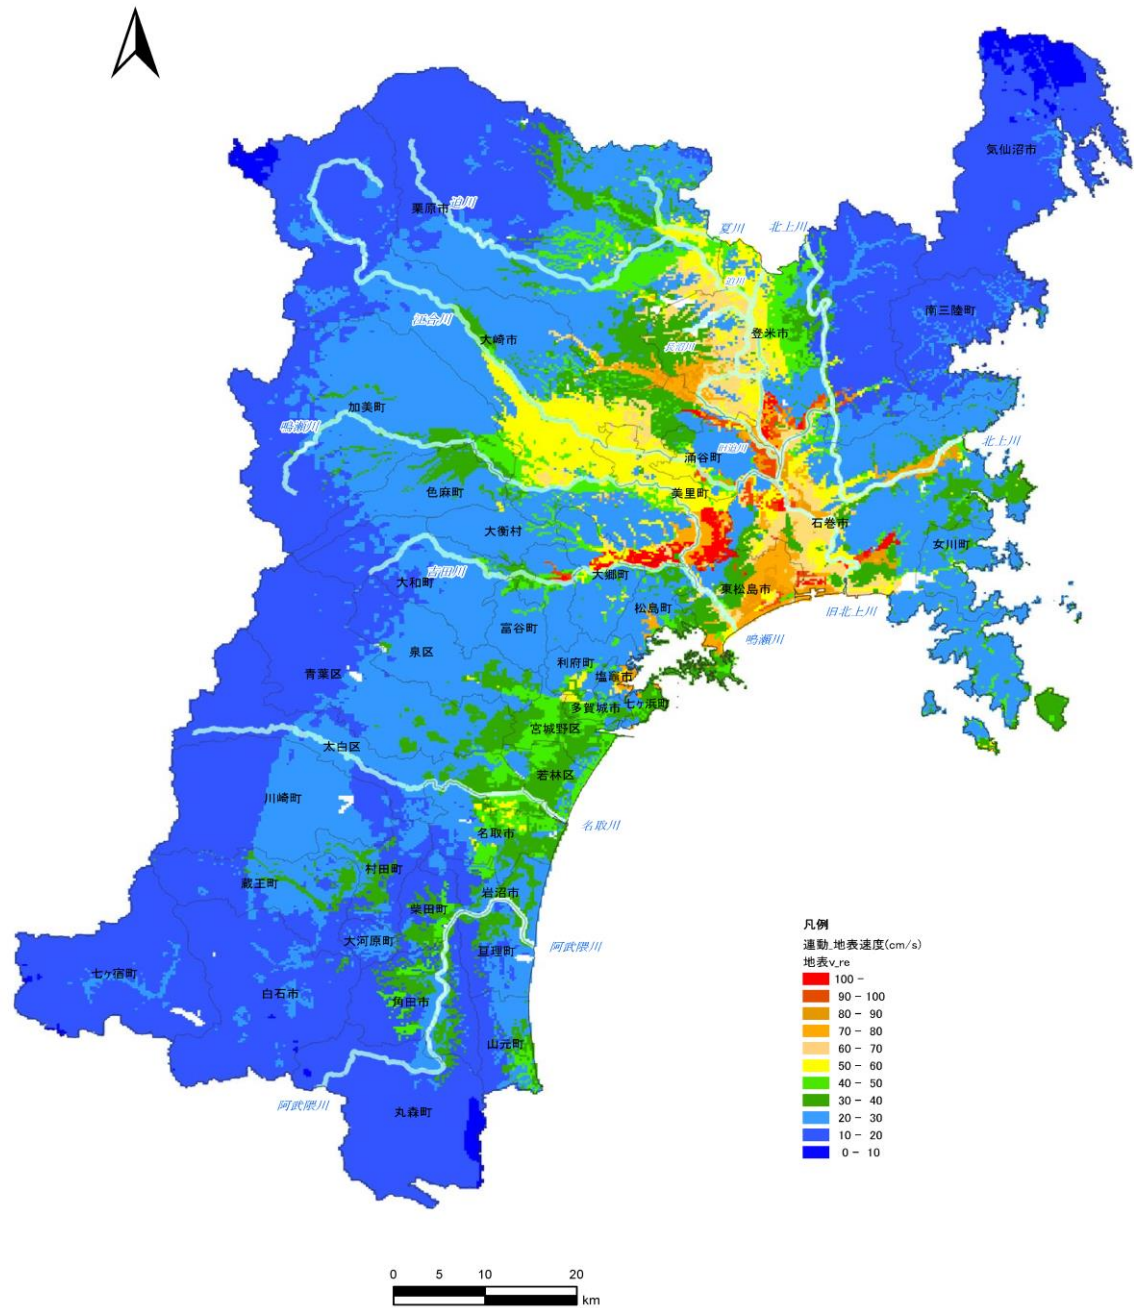 気仙沼市
栗原市
迫川
夏川
北上川
迫川
南三陸町
江合川
大崎市
登米市
長沼川
加美町
鳴瀬川
北上川
旧迫川
涌谷町
色麻町
美里町
大衡村
石巻市
女川町
吉田川
大和町
大郷町
東松島市
松島町
旧北上川
富谷町
鳴瀬川
泉区
利府町
青葉区
塩竈市
多賀城市
七ヶ浜町
宮城野区
太白区
若林区
川崎町
名取川
名取市
村田町
蔵王町
岩沼市
柴田町
大河原町
亘理町
阿武隈川
七ヶ宿町
白石市
角田市
山元町
阿武隈川
丸森町
凡例
連動_地表速度(cm/s)
地表v_re
100 -
90 - 100
80 - 90
70 - 80
60 - 70
50 - 60
40 - 50
30 - 40
20 - 30
10 - 20
0 - 10
0 5 10 20
km